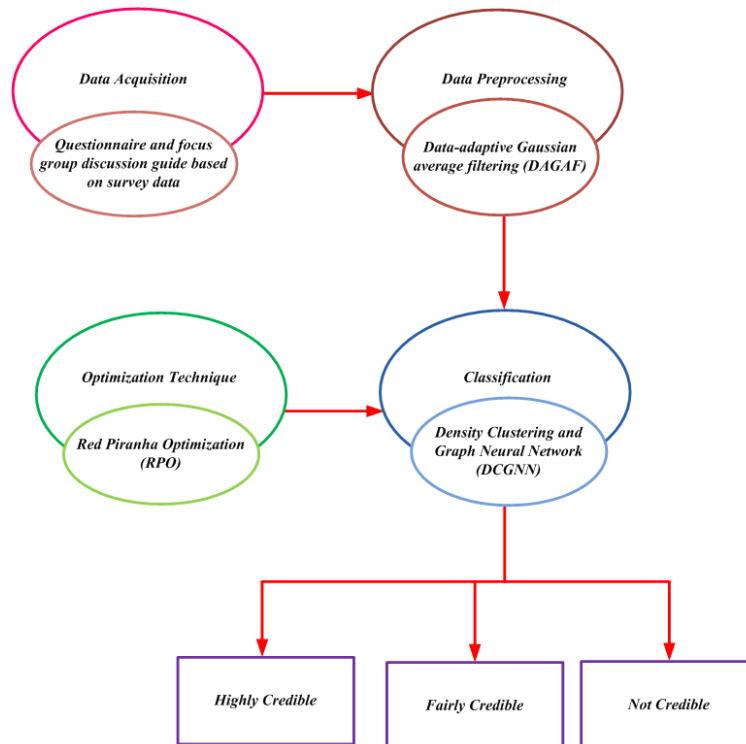 Data Acquisition
Questionnaire and focus
group discussion guide based
on survey data
Data Preprocessing
Data-adaptive Gaussian
average filtering (DAGAF)
Optimization Technique
Red Piranha Optimization
(RPO)
Classification
Density Clustering and
Graph Neural Network
(DCGNN)
Highly Credible
Fairly Credible
Not Credible